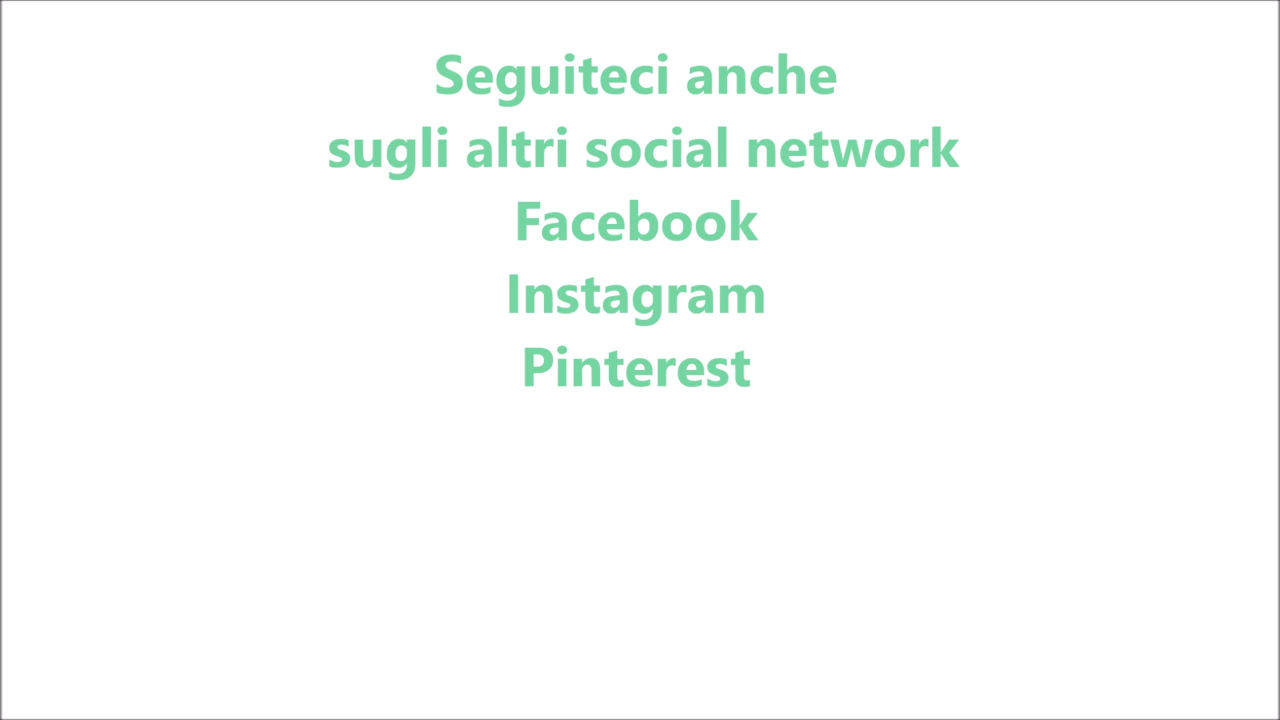 Seguiteci anche
sugli altri social network
Facebook
Instagram
Pinterest